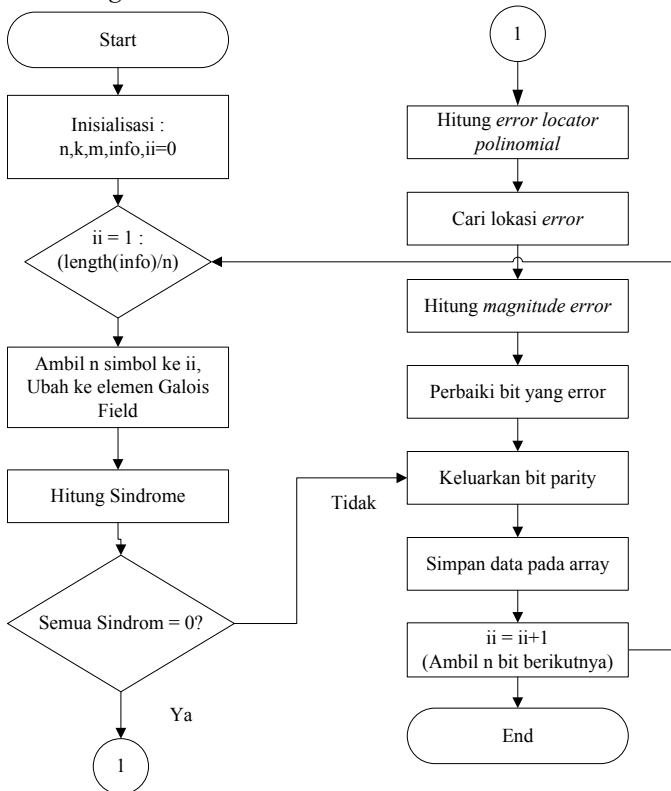 Start
Inisialisasi :
n,k,m,info,ii=0
ii = 1 :
(length(info)/n)
Ambil n simbol ke ii,
Ubah ke elemen Galois
Field
Hitung Sindrome
Semua Sindrom = 0?
Tidak
Ya
1
1
Hitung error locator
polinomial
Cari lokasi error
Hitung magnitude error
Perbaiki bit yang error
Keluarkan bit parity
Simpan data pada array
ii = ii+1
(Ambil n bit berikutnya)
End